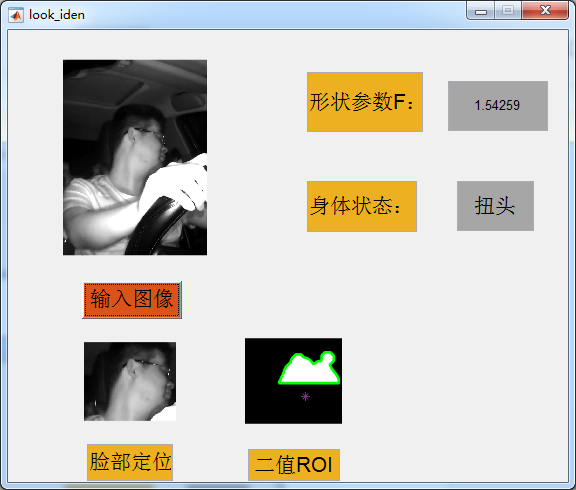 look_iden
形状参数F：
1.54259
身体状态：
扭头
输入图像
脸部定位
二值ROI